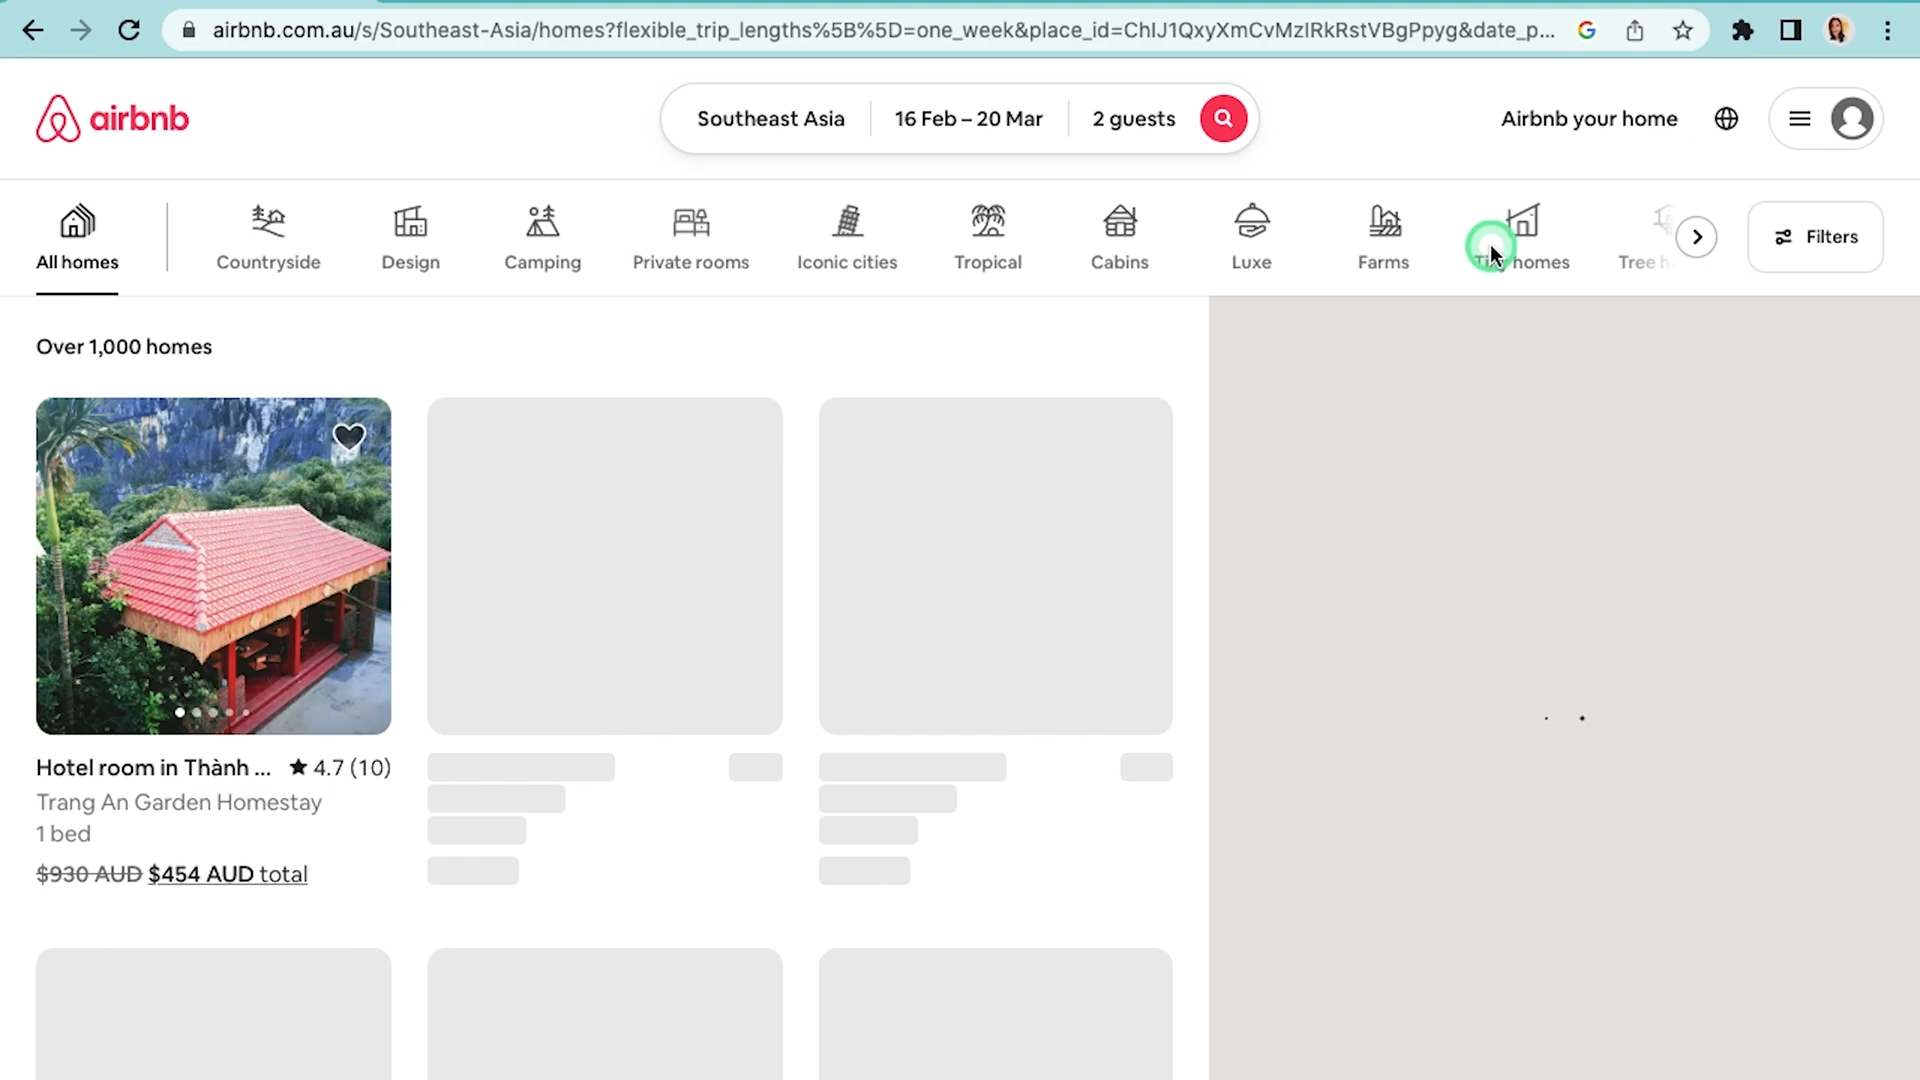 airbnb.com.au/s/Southeast-Asia/homes?flexible_trip_lengths%5B%5D=one_week&place_id=ChIJ1QxyXmCvMzIRkRstVBgPpyg&date_p...
airbnb
Southeast Asia
16 Feb – 20 Mar
2 guests
Airbnb your home
All homes
Countryside
Design
Camping
Private rooms
Iconic cities
Tropical
Cabins
Luxe
Farms
Tiny homes
Tree h
Filters
Over 1,000 homes
Hotel room in Thành ... ★ 4.7 (10)
Trang An Garden Homestay
1 bed
$930 AUD $454 AUD total